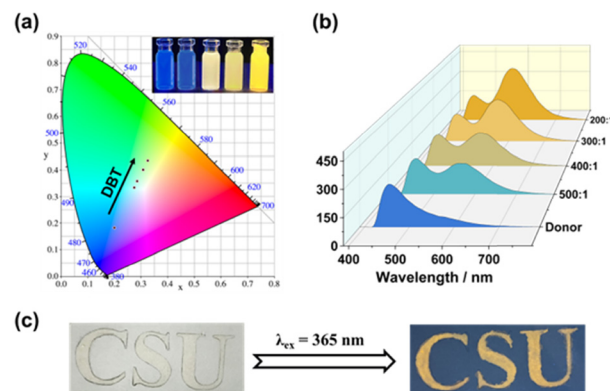 (a)
0.9
0.8
0.7
0.6
0.5
0.4
0.3
0.2
0.1
0.0
y
520
540
560
580
600
620
700
500
490
480
470
460
380
DBT
0.0 0.1 0.2 0.3 0.4 0.5 0.6 0.7 0.8
x
(b)
450
300
150
0
400 500 600 700
Wavelength / nm
200:1
300:1
400:1
500:1
Donor
(c)
CSU
λex = 365 nm
CSU